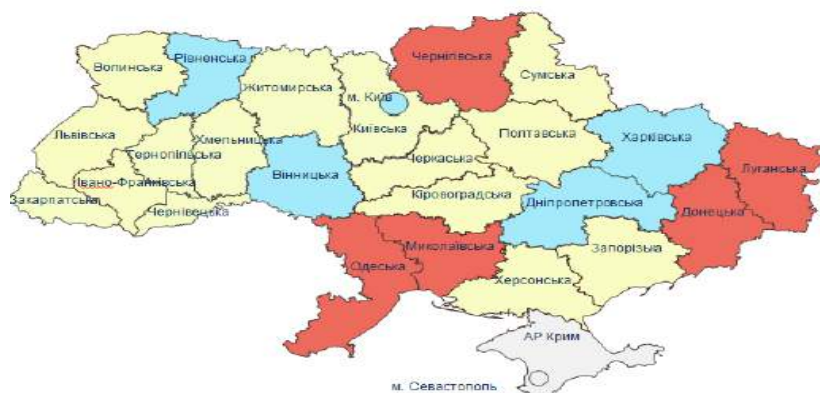 Волинська
Рівненська
Житомирська
м. Київ
Київська
Чернігівська
Сумська
Львівська
Тернопільська
Хмельницька
Івано-Франківська
Закарпатська
Чернівецька
Вінницька
Черкаська
Полтавська
Харківська
Луганська
Кіровоградська
Дніпропетровська
Донецька
Одеська
Миколаївська
Запорізька
Херсонська
АР Крим
м. Севастополь